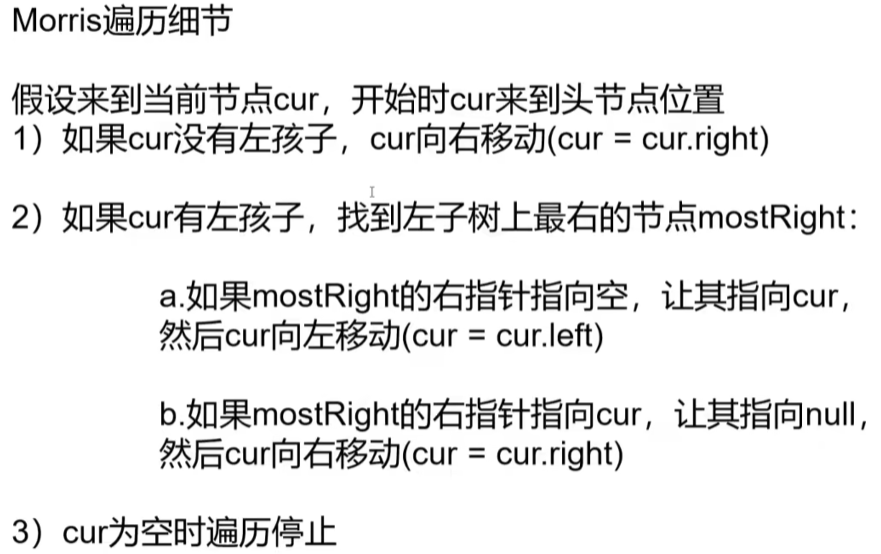 Morris遍历细节
假设来到当前节点cur，开始时cur来到头节点位置
1）如果cur没有左孩子，cur向右移动(cur = cur.right)
2）如果cur有左孩子，找到左子树上最右的节点mostRight：
a.如果mostRight的右指针指向空，让其指向cur，
然后cur向左移动(cur = cur.left)
b.如果mostRight的右指针指向cur，让其指向null，
然后cur向右移动(cur = cur.right)
3）cur为空时遍历停止